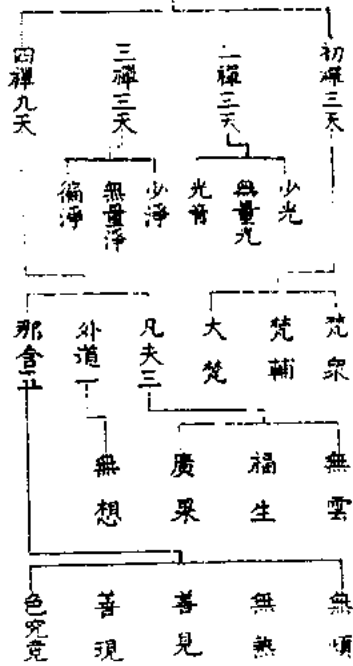 初禪三天
二禪三天
三禪三天
四禪九天
少光
無量光
光音
少淨
無量淨
徧淨
梵衆
梵輔
大梵
凡夫三
外道一
那含五
無雲
福生
廣果
無想
無煩
無熱
善見
善現
色究竟